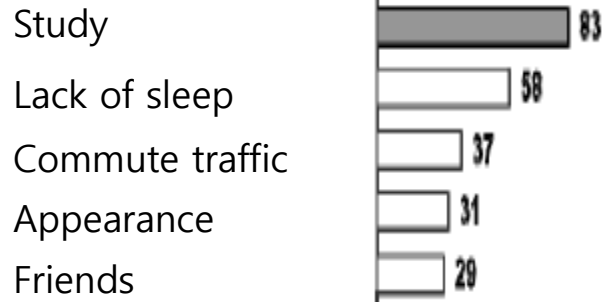 Study 83
Lack of sleep 58
Commute traffic 37
Appearance 31
Friends 29